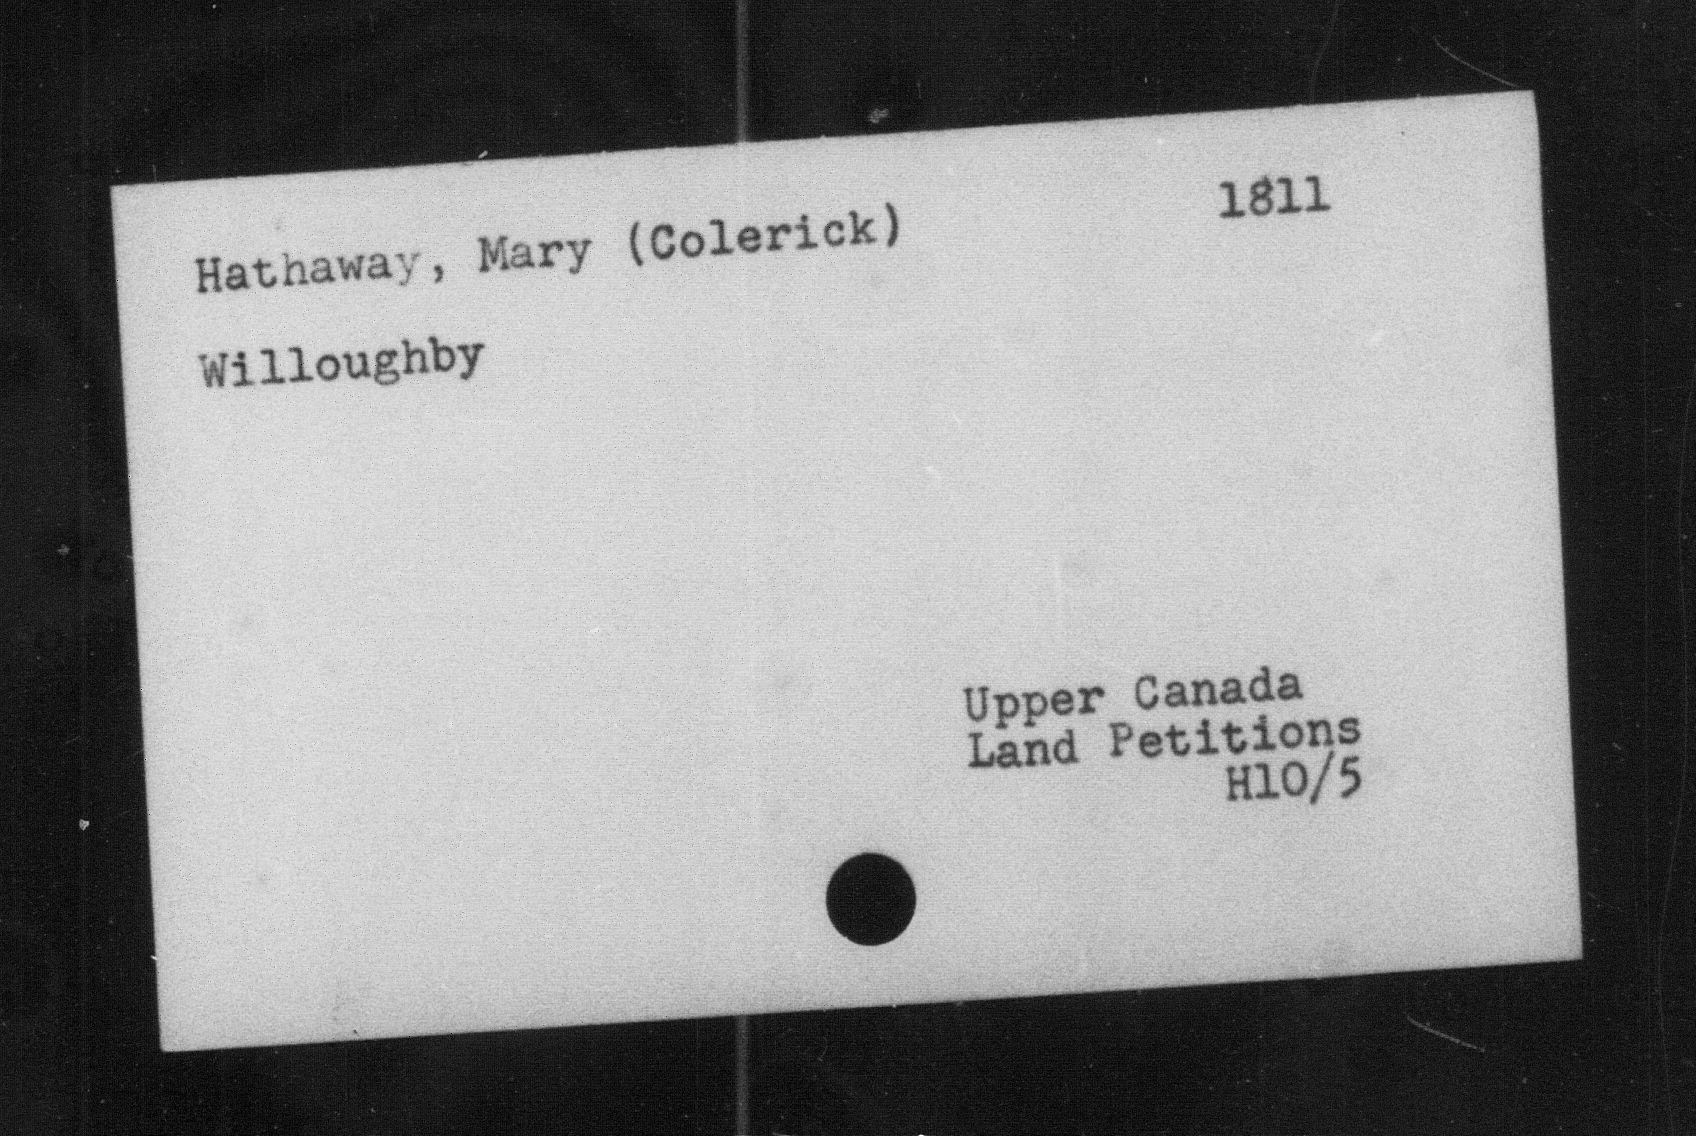 Hathaway, Mary (Colerick) 1811
Willoughby
Upper Canada
Land Petitions
H10/5